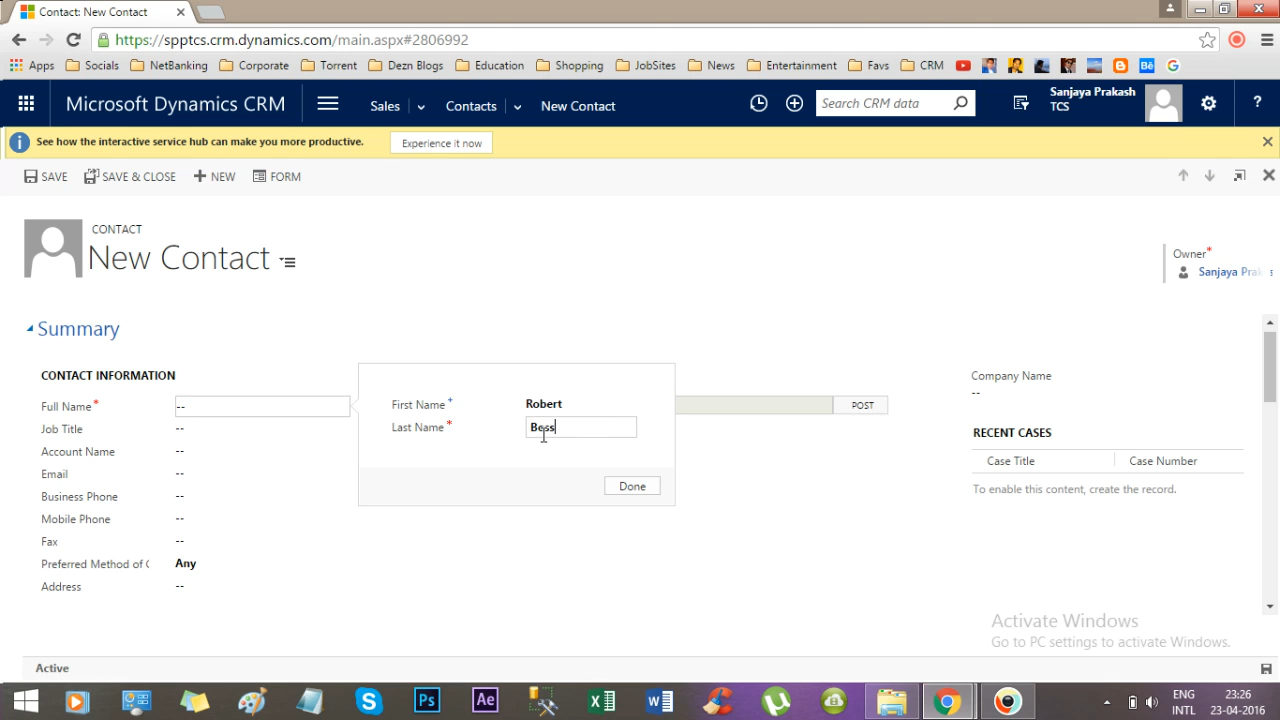 Contact: New Contact
https://spptcs.crm.dynamics.com/main.aspx#2806992
Apps Socials NetBanking Corporate Torrent Dezn Blogs Education Shopping JobSites News Entertainment Favs CRM
Microsoft Dynamics CRM Sales Contacts New Contact Search CRM data Sanjaya Prakash
TCS
See how the interactive service hub can make you more productive. Experience it now
SAVE SAVE & CLOSE NEW FORM
CONTACT
New Contact
Owner*
Sanjaya Pra
Summary
CONTACT INFORMATION
Full Name* --
Job Title --
Account Name --
Email --
Business Phone --
Mobile Phone --
Fax --
Preferred Method of C Any
Address --
First Name+ Robert
Last Name* Boss
Done
POST
Company Name
--
RECENT CASES
Case Title Case Number
To enable this content, create the record.
Activate Windows
Go to PC settings to activate Windows.
Active
Ps Ae
ENG
INTL
23:26
23-04-2016